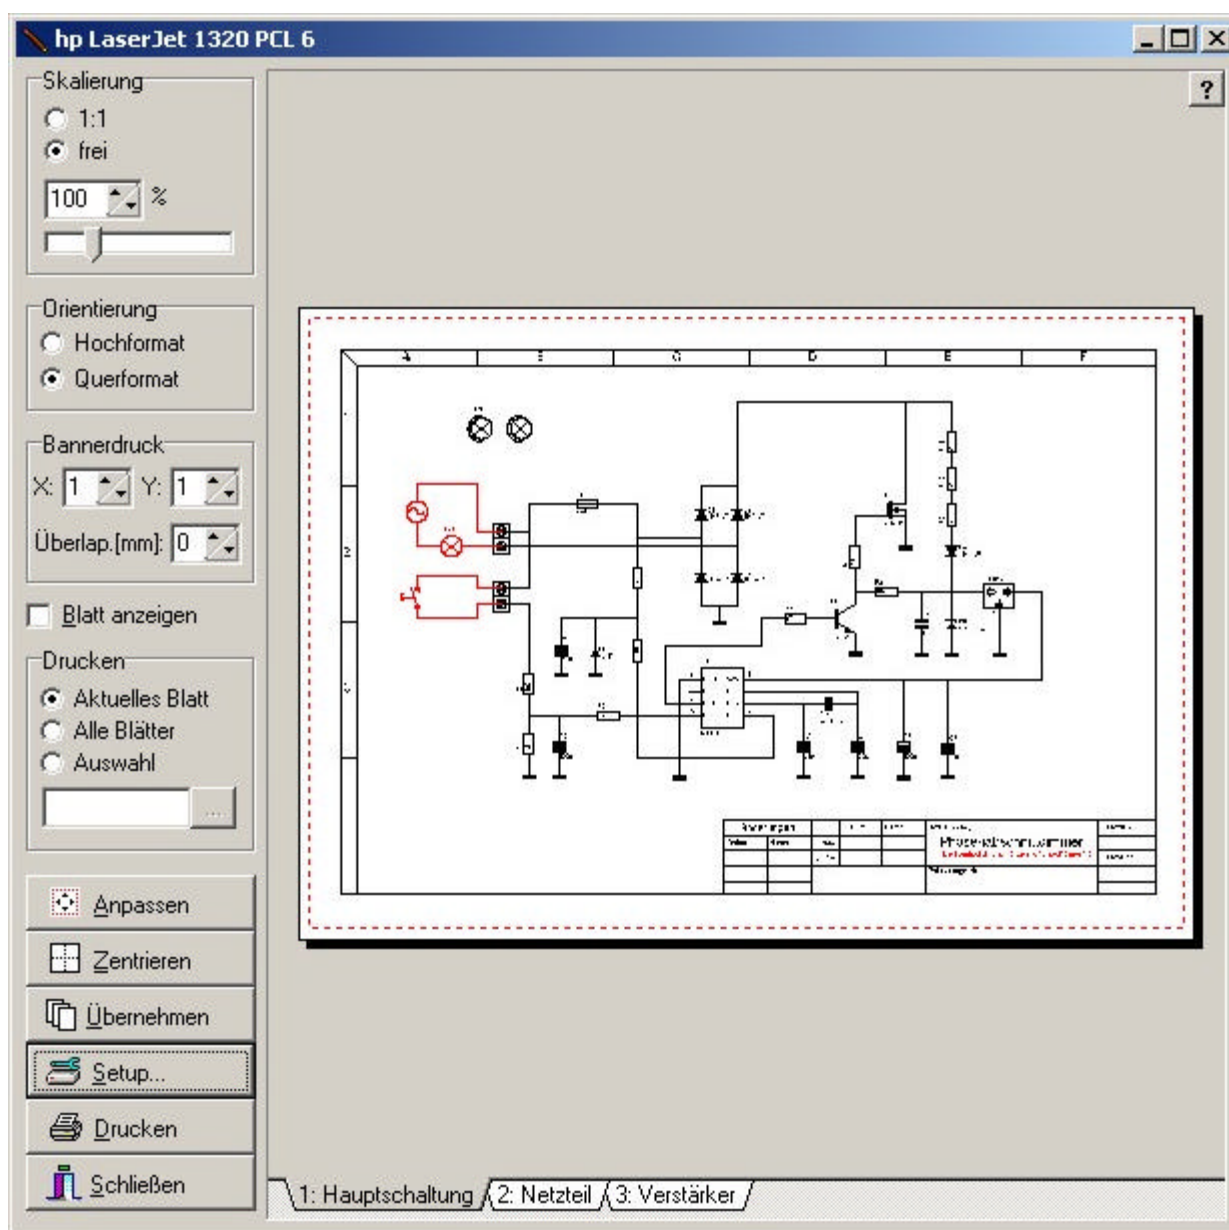 hp LaserJet 1320 PCL 6
Skalierung
1:1
frei
100 %
Orientierung
Hochformat
Querformat
Bannerdruck
X: 1 Y: 1
Überlap.[mm]: 0
Blatt anzeigen
Drucken
Aktuelles Blatt
Alle Blätter
Auswahl
...
Anpassen
Zentrieren
Übernehmen
Setup...
Drucken
Schließen
?
A B C D E F
2
Änderungen
1: Hauptschaltung 2: Netzteil 3: Verstärker